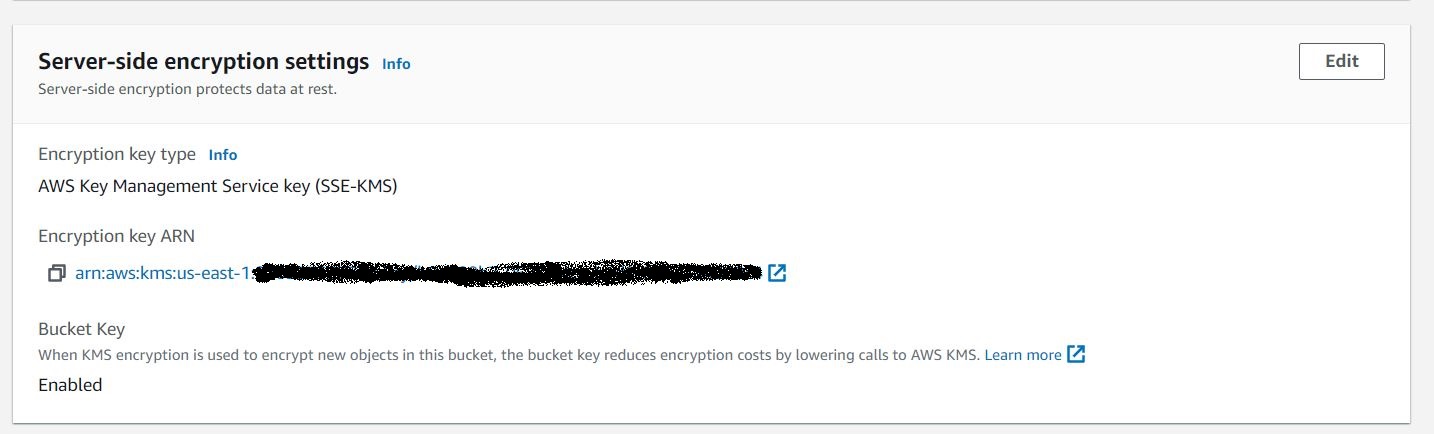 Server-side encryption settings Info
Edit
Server-side encryption protects data at rest.
Encryption key type Info
AWS Key Management Service key (SSE-KMS)
Encryption key ARN
arn:aws:kms:us-east-1
Bucket Key
When KMS encryption is used to encrypt new objects in this bucket, the bucket key reduces encryption costs by lowering calls to AWS KMS. Learn more
Enabled